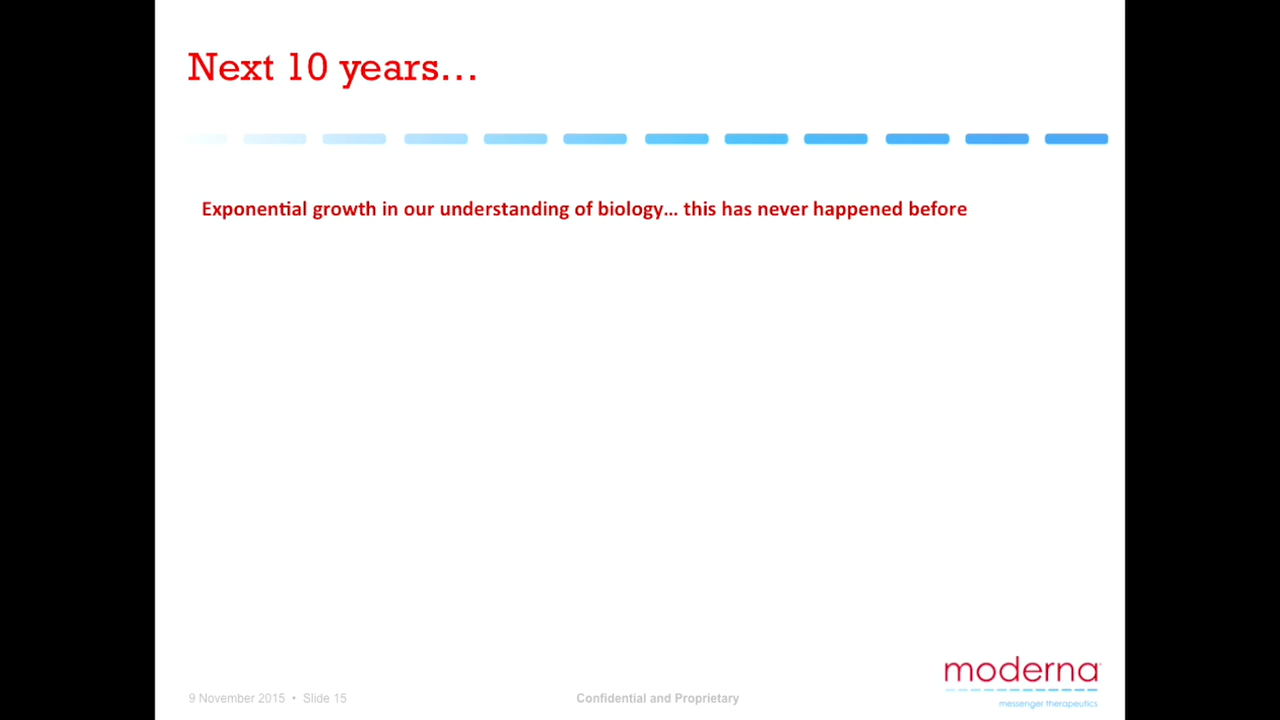 Next 10 years...
Exponential growth in our understanding of biology... this has never happened before
moderna
messenger therapeutics
9 November 2015 • Slide 15
Confidential and Proprietary